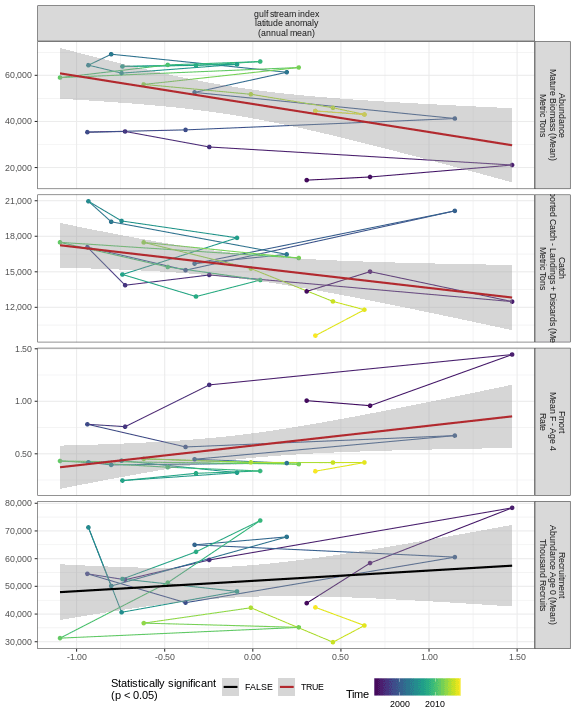 gulf stream index
latitude anomaly
(annual mean)
60,000
40,000
20,000
Abundance
Mature Biomass (Mean)
Metric Tons
21,000
18,000
15,000
12,000
Catch
Catch - Landings + Discards
Metric Tons
1.50
1.00
0.50
Fmort
Mean F - Age 4
Rate
80,000
70,000
60,000
50,000
40,000
30,000
Recruitment
Abundance Age 0 (Mean)
Thousand Recruits
-1.00
-0.50
0.00
0.50
1.00
1.50
Statistically significant
(p < 0.05)
FALSE
TRUE
Time
2000
2010